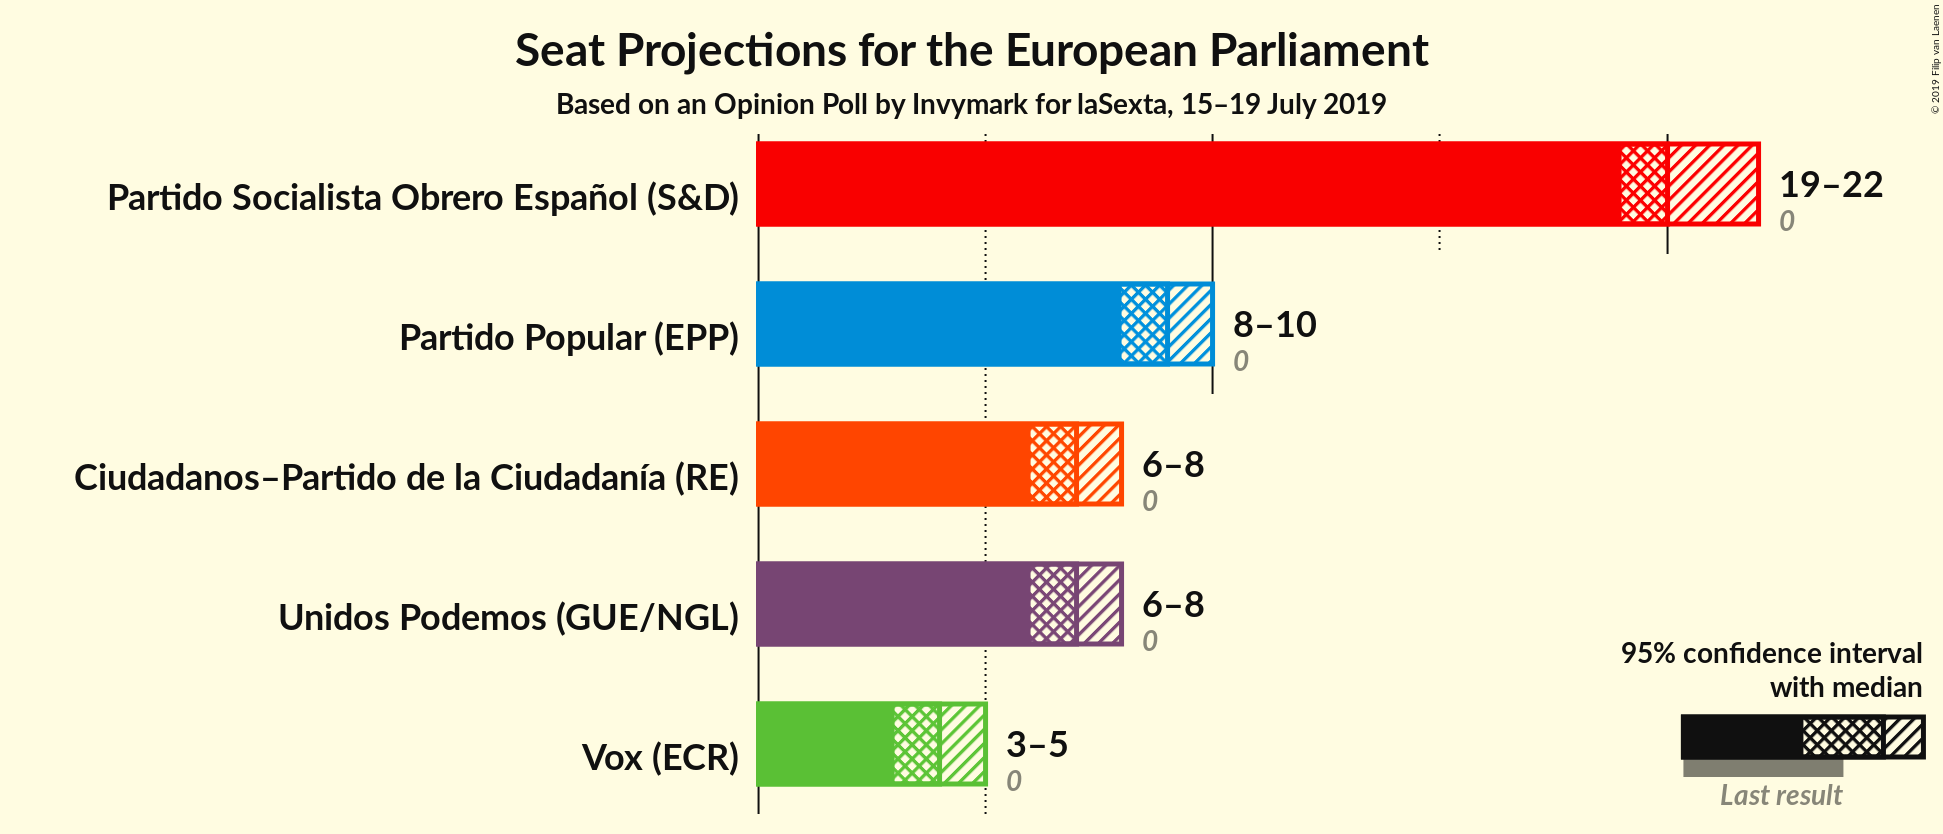 Seat Projections for the European Parliament
Based on an Opinion Poll by Invymark for laSexta, 15–19 July 2019
© 2019 Filip van Laenen
Partido Socialista Obrero Español (S&D)
19–22
0
Partido Popular (EPP)
8–10
0
Ciudadanos–Partido de la Ciudadanía (RE)
6–8
0
Unidos Podemos (GUE/NGL)
6–8
0
Vox (ECR)
3–5
0
95% confidence interval
with median
Last result